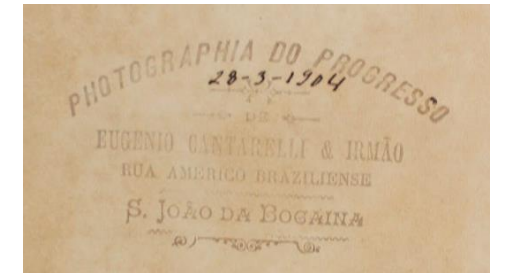 PHOTOGRAPHIA DO PROGRESSO
28-3-1904
DE
EUGENIO CANTARELLI & IRMÃO
RUA AMERICO BRAZILIENSE
S. JOÃO DA BOCAINA